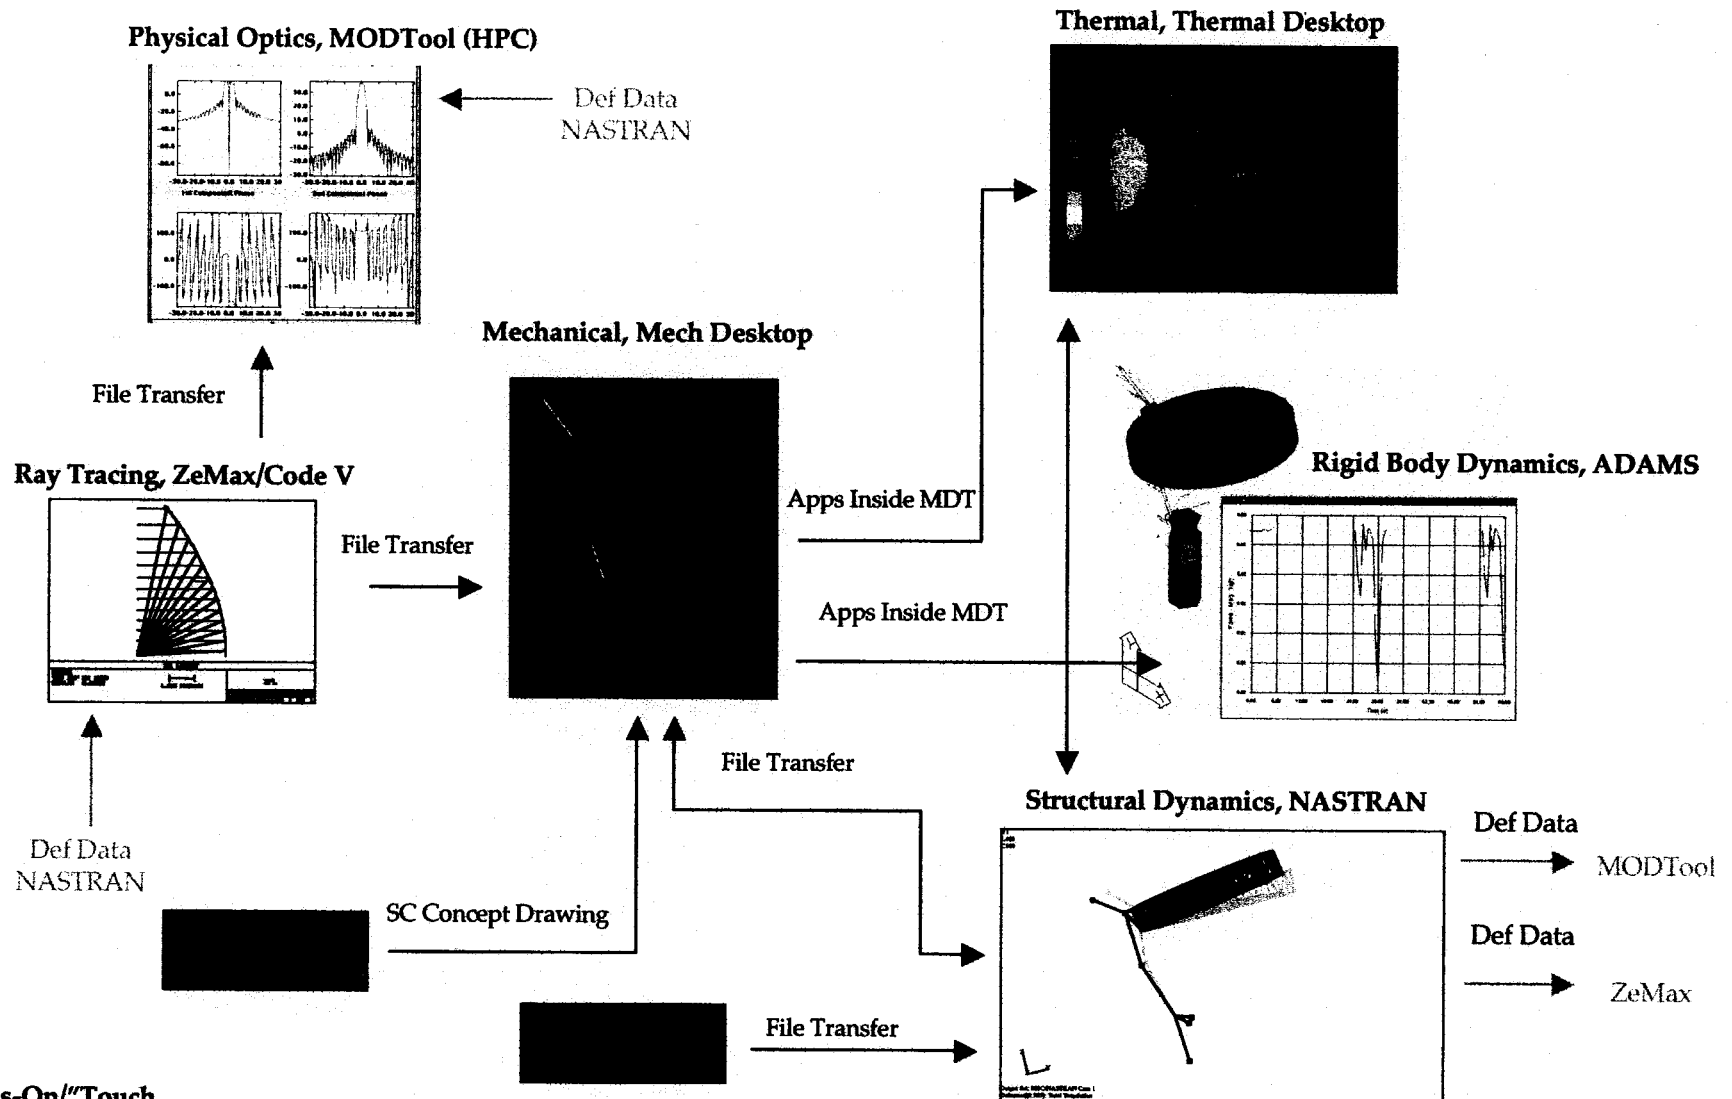 Thermal, Thermal Desktop
Physical Optics, MODTool (HPC)
Def Data
NASTRAN
Mechanical, Mech Desktop
File Transfer
Ray Tracing, ZeMax/Code V
Rigid Body Dynamics, ADAMS
Apps Inside MDT
File Transfer
Apps Inside MDT
File Transfer
Structural Dynamics, NASTRAN
Def Data
MODTool
Def Data
NASTRAN
SC Concept Drawing
Def Data
ZeMax
File Transfer
s-On/"Touch